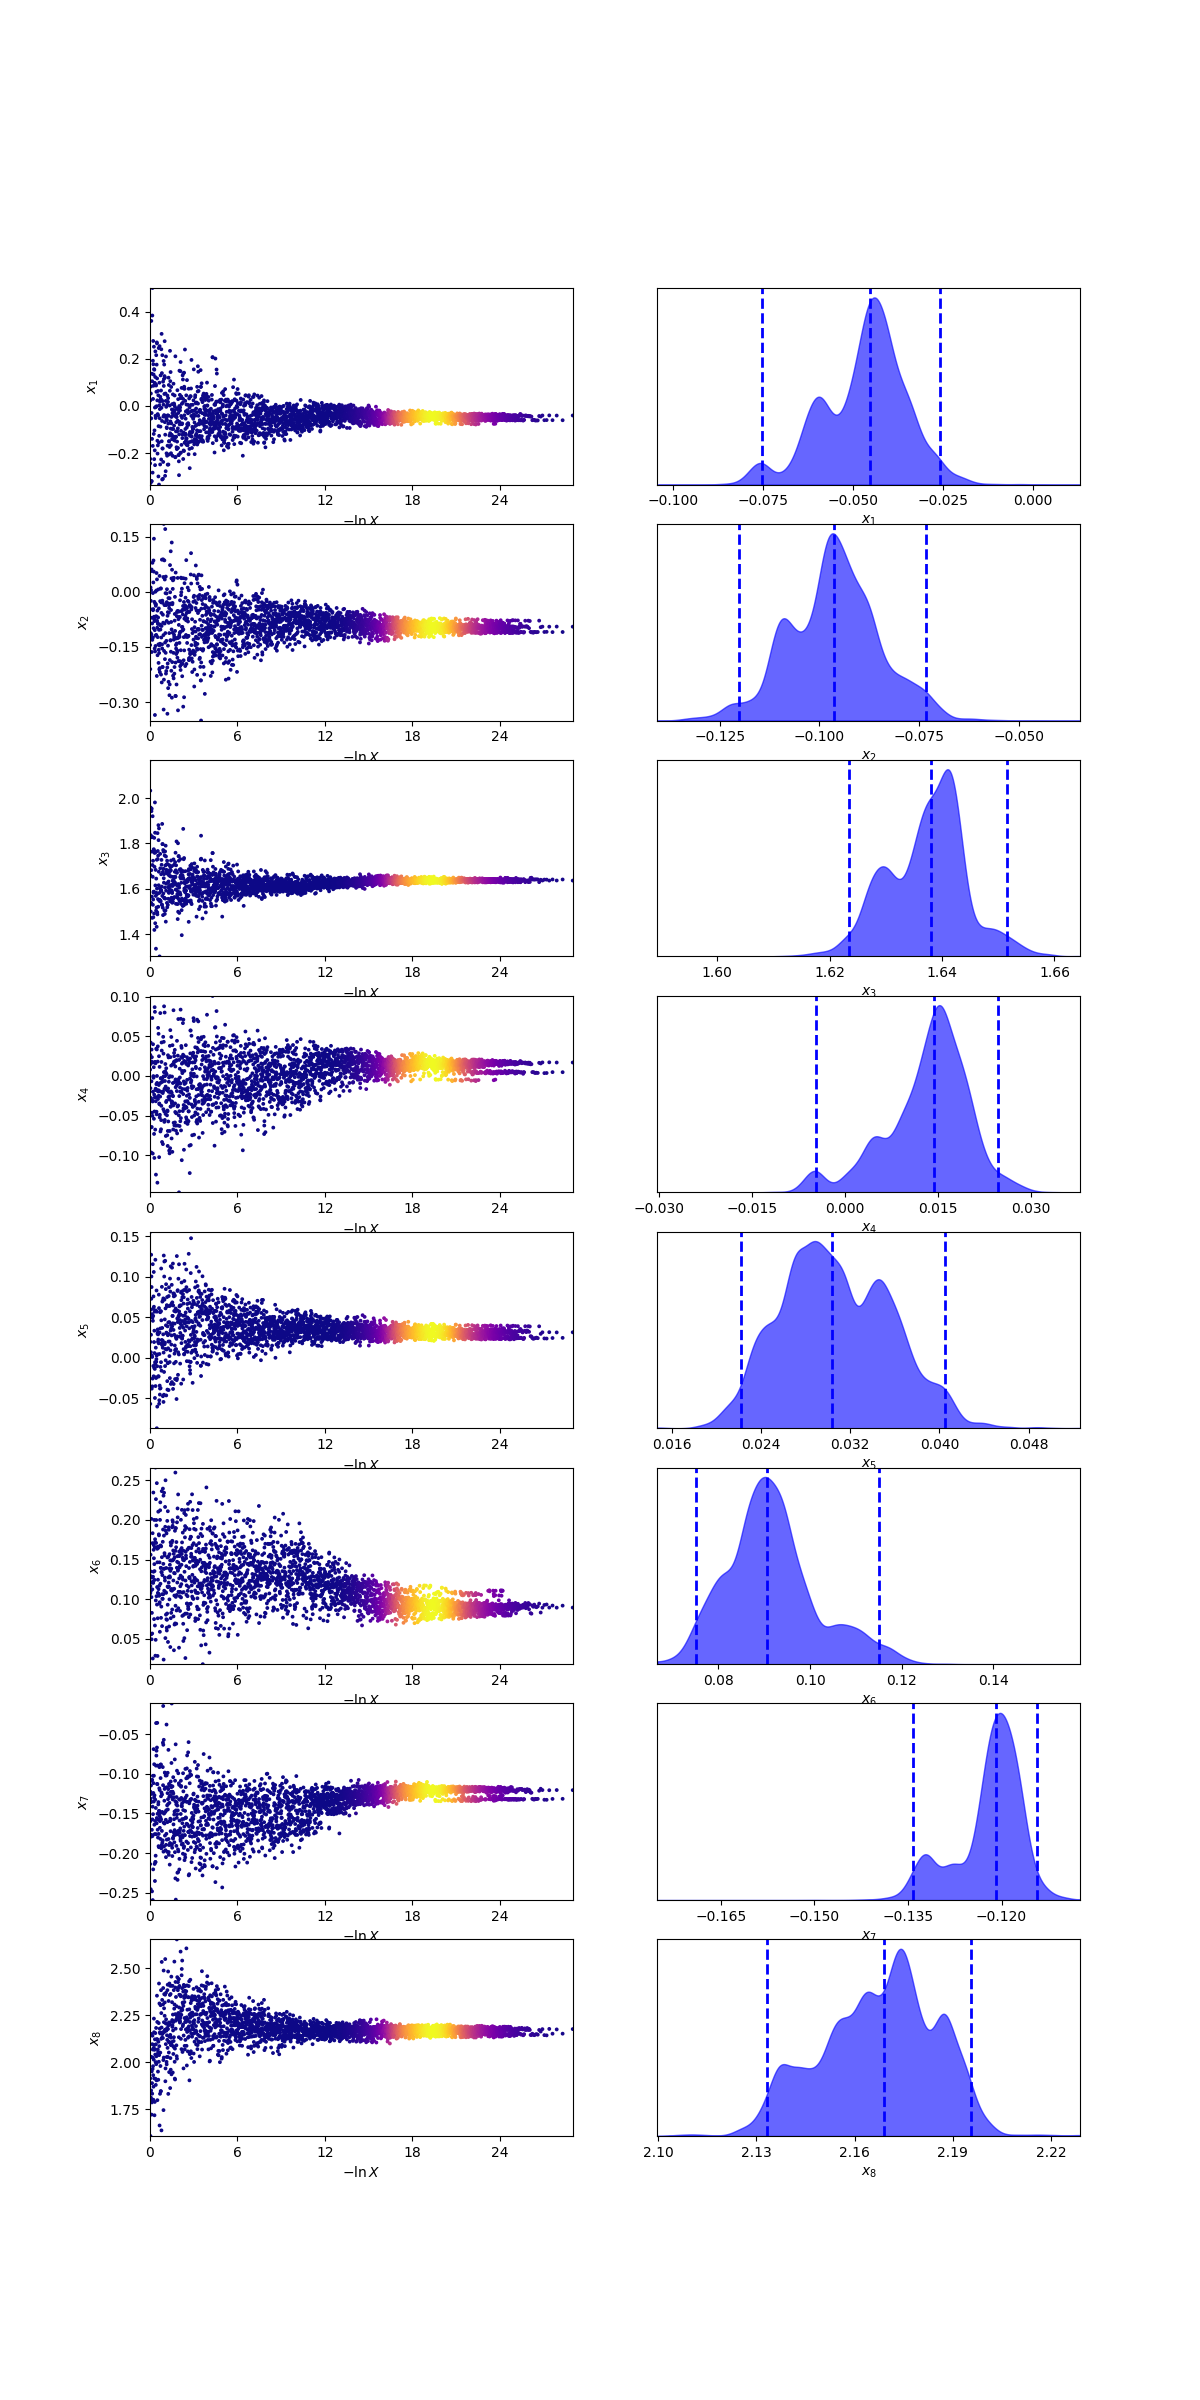 0.4
0.2
0.0
−0.2
x₁
0 6 12 18 24
−ln X
−0.100 −0.075 −0.050 −0.025 0.000
x₁
0.15
0.00
−0.15
−0.30
x₂
0 6 12 18 24
−ln X
−0.125 −0.100 −0.075 −0.050
x₂
2.0
1.8
1.6
1.4
x₃
0 6 12 18 24
−ln X
1.60 1.62 1.64 1.66
x₃
0.10
0.05
0.00
−0.05
−0.10
x₄
0 6 12 18 24
−ln X
−0.030 −0.015 0.000 0.015 0.030
x₄
0.15
0.10
0.05
0.00
−0.05
x₅
0 6 12 18 24
−ln X
0.016 0.024 0.032 0.040 0.048
x₅
0.25
0.20
0.15
0.10
0.05
x₆
0 6 12 18 24
−ln X
0.08 0.10 0.12 0.14
x₆
−0.05
−0.10
−0.15
−0.20
−0.25
x₇
0 6 12 18 24
−ln X
−0.165 −0.150 −0.135 −0.120
x₇
2.50
2.25
2.00
1.75
x₈
0 6 12 18 24
−ln X
2.10 2.13 2.16 2.19 2.22
x₈